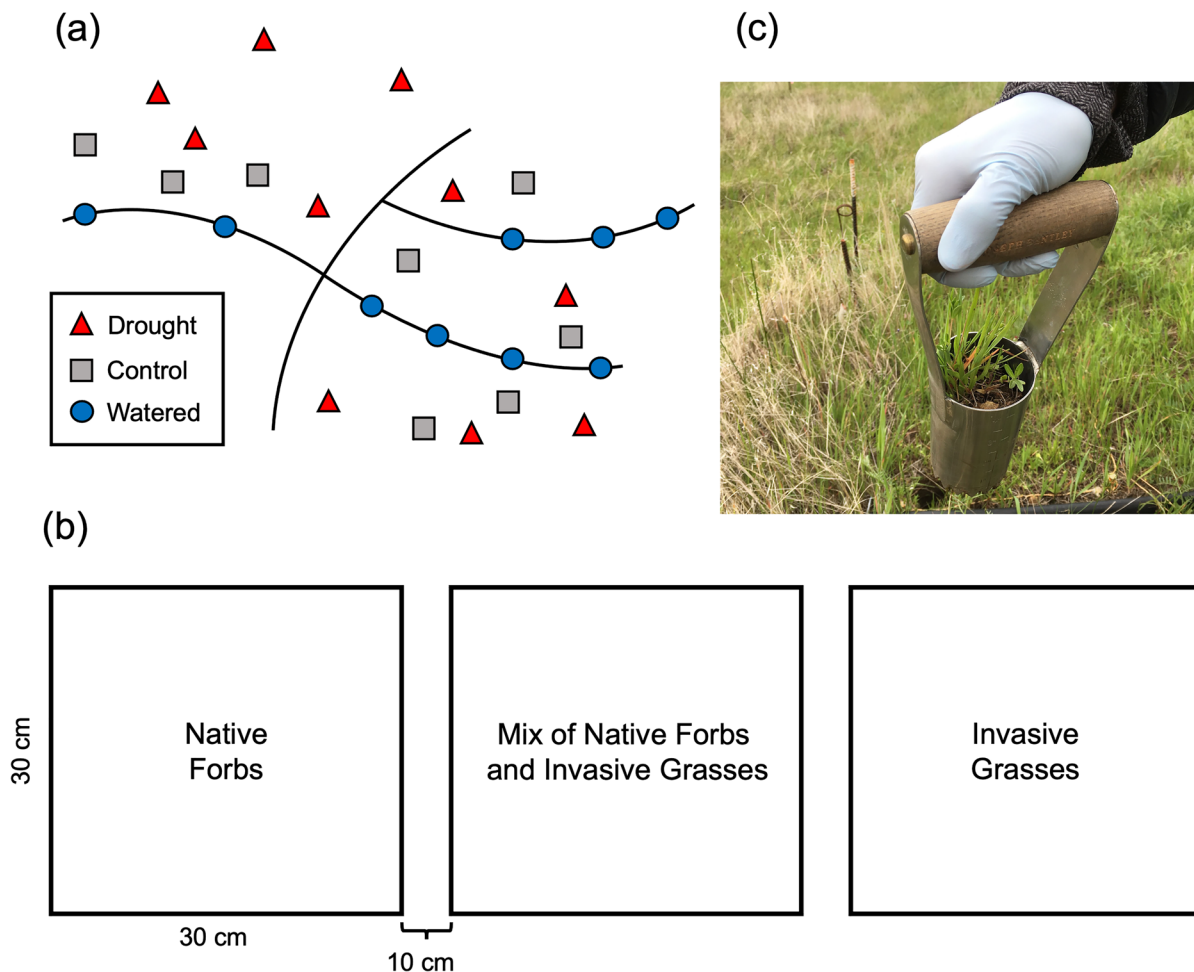 (a)
(c)
Drought
Control
Watered
(b)
Native
Forbs
Mix of Native Forbs
and Invasive Grasses
Invasive
Grasses
30 cm
30 cm
10 cm